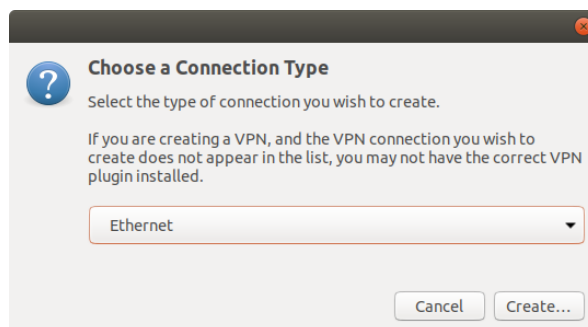 Choose a Connection Type
Select the type of connection you wish to create.
If you are creating a VPN, and the VPN connection you wish to
create does not appear in the list, you may not have the correct VPN
plugin installed.
Ethernet
Cancel
Create...